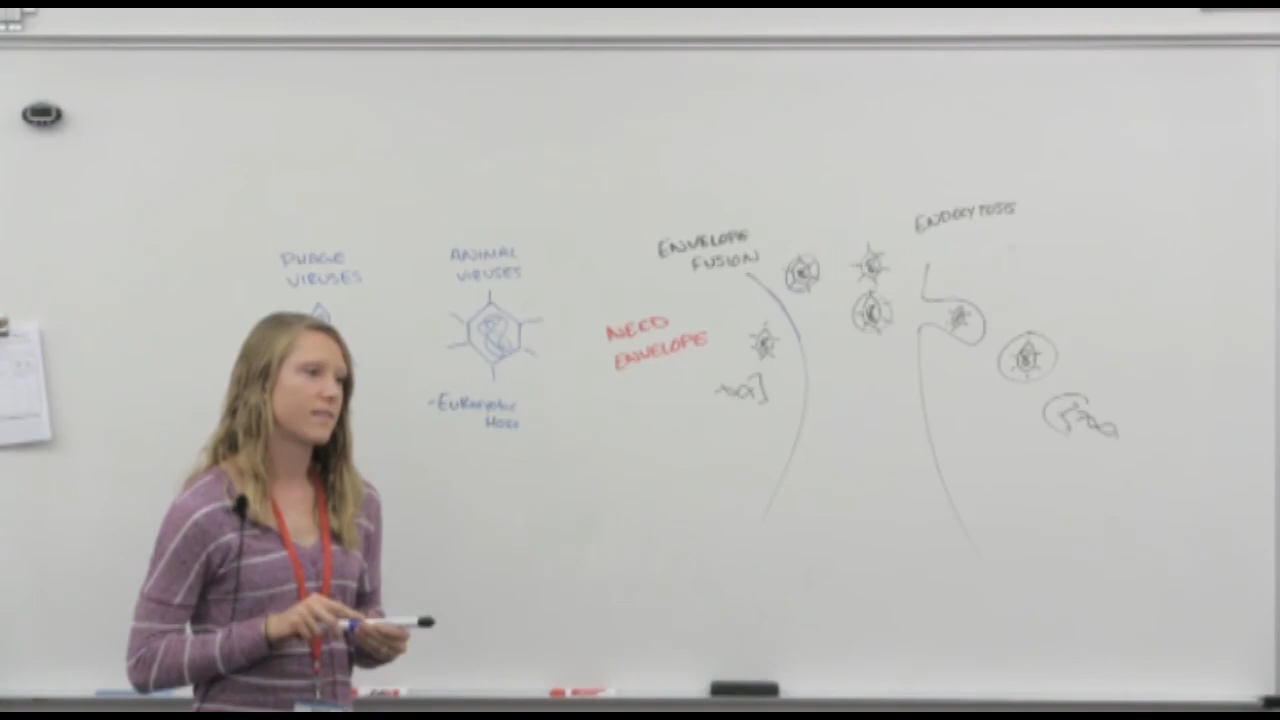 PHAGE
VIRUSES
ANIMAL
VIRUSES
-EUKARYOTIC
HOST
NEED
ENVELOPE
ENVELOPE
FUSION
ENDOCYTOSIS